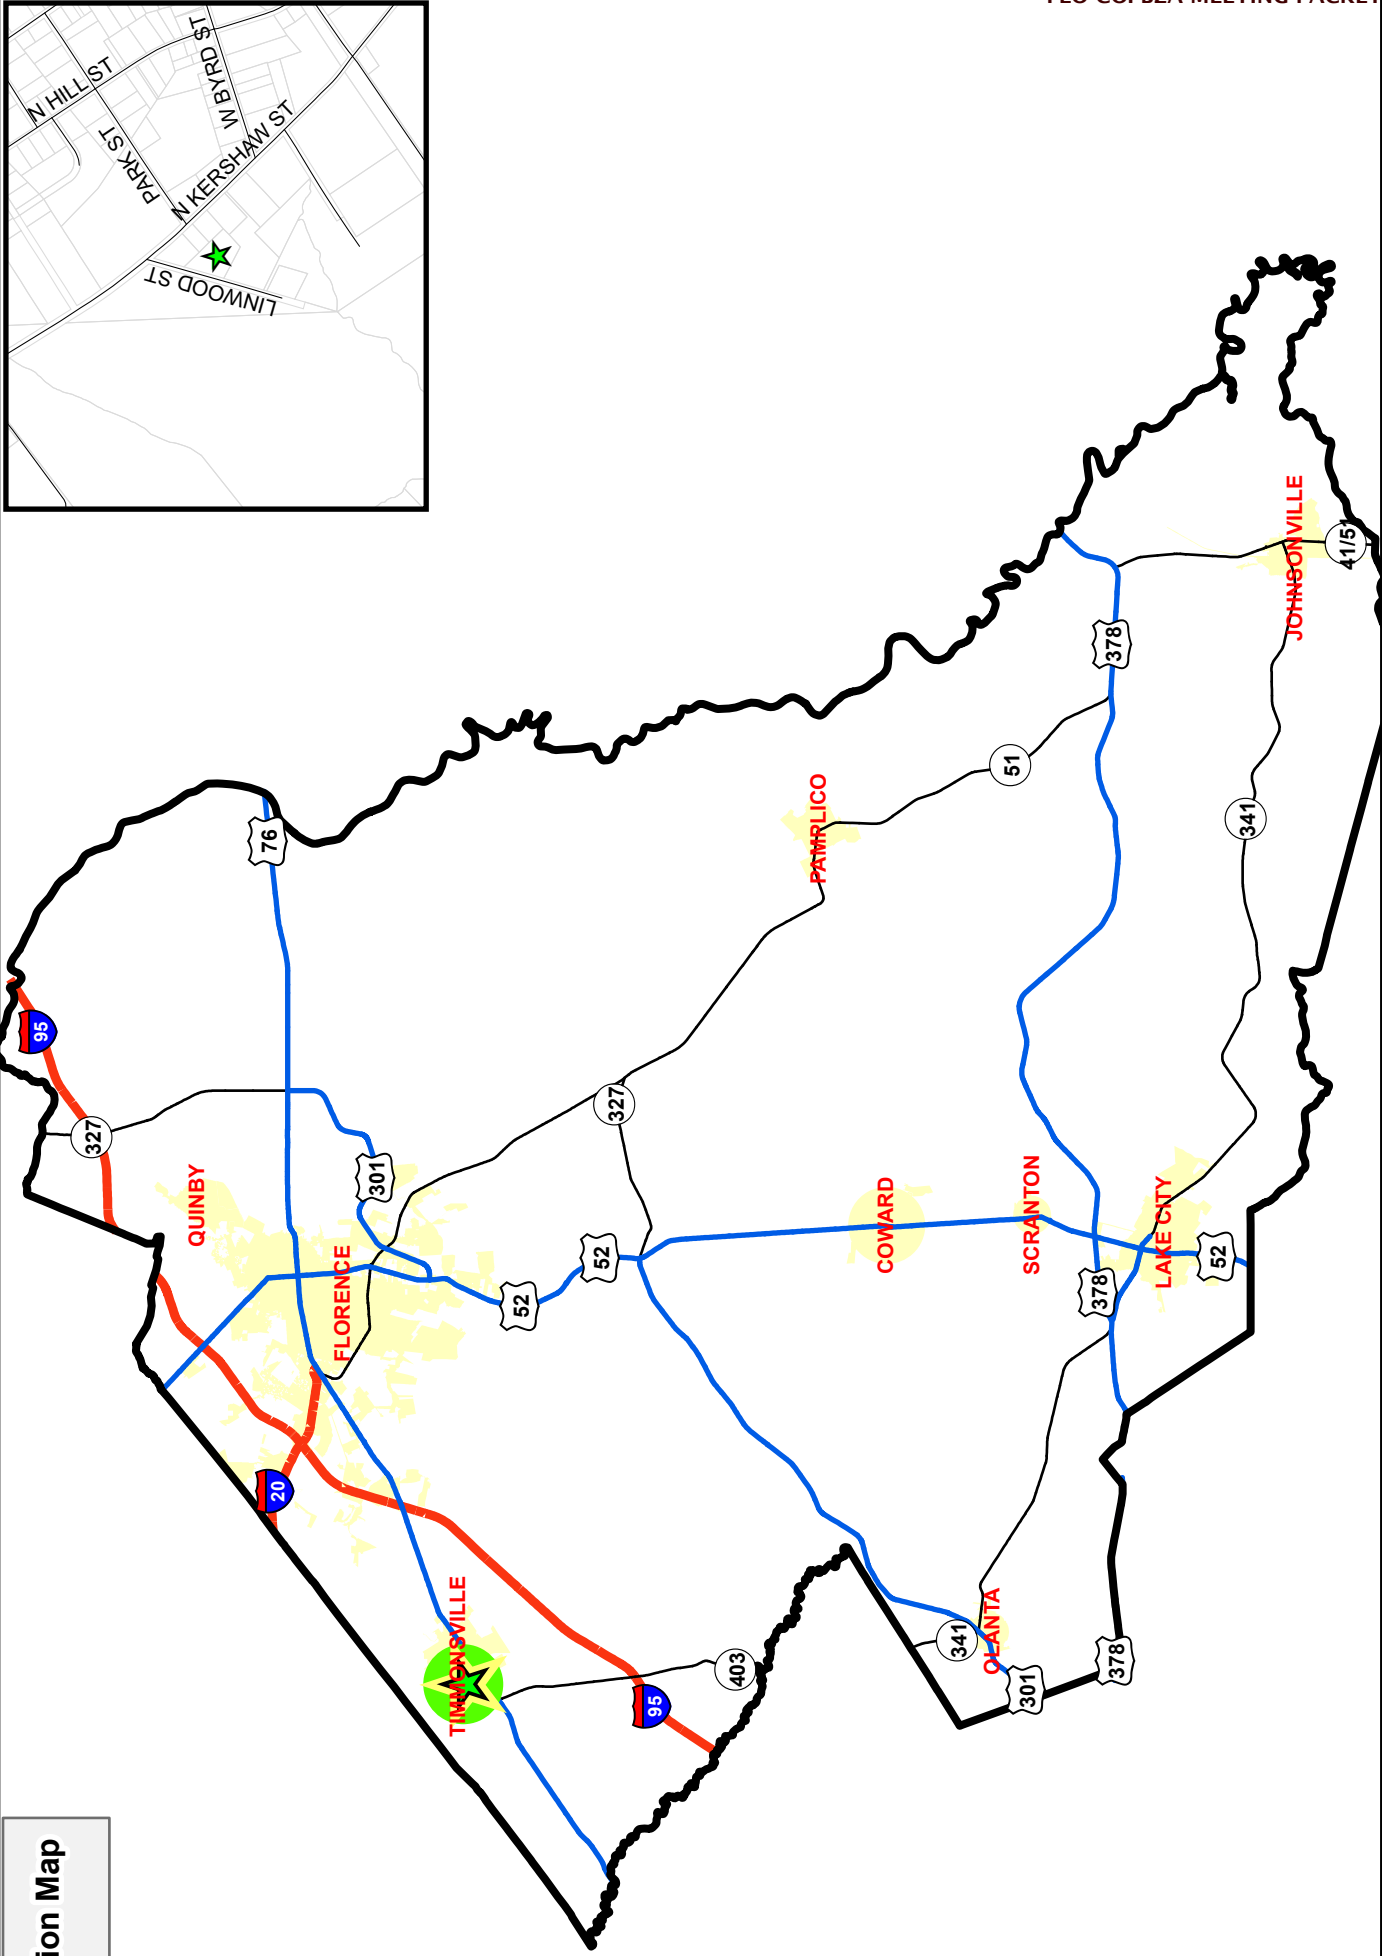 N HILL ST
PARK ST
W BYRD ST
N KERSHAW ST
LINWOOD ST
95
327
76
QUINBY
301
FLORENCE
20
52
52
327
PAMPLICO
51
378
JOHNSONVILLE
41/51
341
COWARD
SCRANTON
LAKE CITY
378
52
TIMMONSVILLE
95
403
341
OLANTA
301
378
ion Map